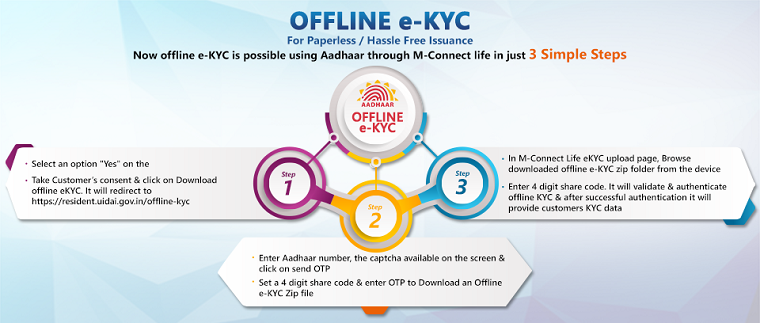 OFFLINE e-KYC
For Paperless / Hassle Free Issuance
Now offline e-KYC is possible using Aadhaar through M-Connect life in just 3 Simple Steps
AADHAAR
OFFLINE
e-KYC
Step
1
• Select an option "Yes" on the
• Take Customer's consent & click on Download
offline eKYC. It will redirect to
https://resident.uidai.gov.in/offline-kyc
Step
2
• Enter Aadhaar number, the captcha available on the screen &
click on send OTP
• Set a 4 digit share code & enter OTP to Download an Offline
e-KYC Zip file
Step
3
• In M-Connect Life eKYC upload page, Browse
downloaded offline e-KYC zip folder from the device
• Enter 4 digit share code. It will validate & authenticate
offline KYC & after successful authentication it will
provide customers KYC data